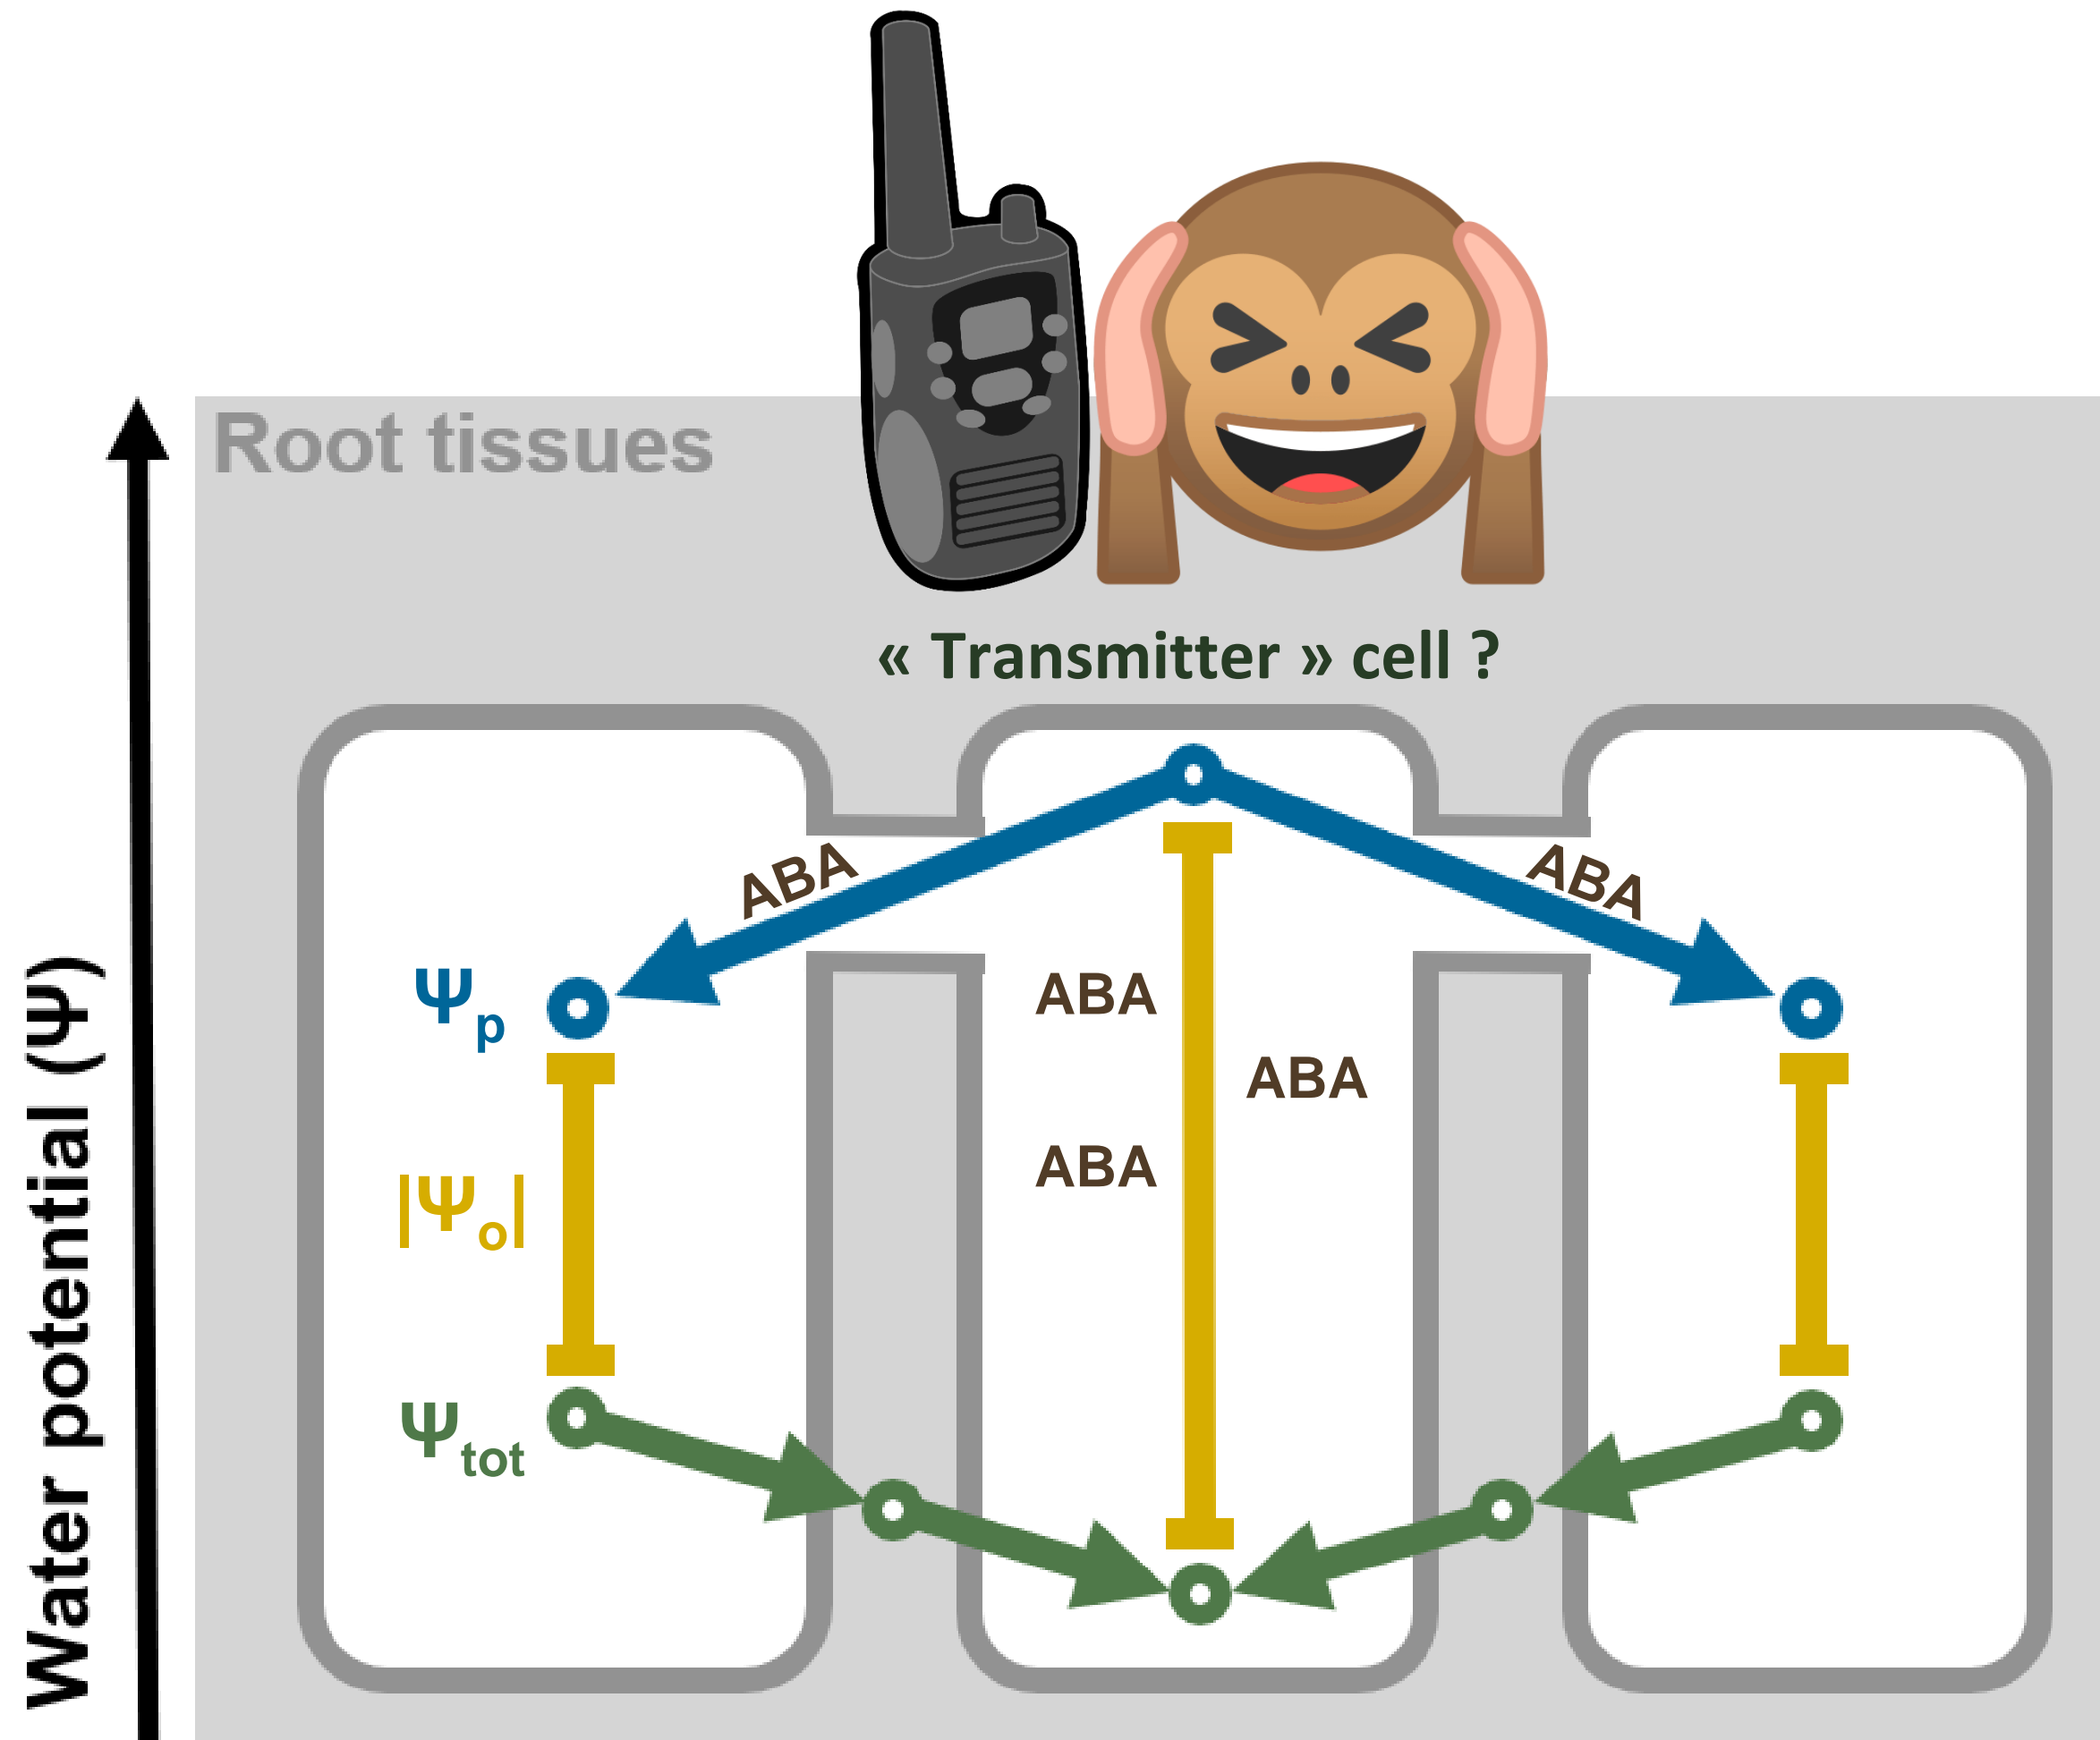 Root tissues
« Transmitter » cell ?
Water potential (Ψ)
ABA
ABA
Ψp
ABA
ABA
ABA
|Ψo|
Ψtot